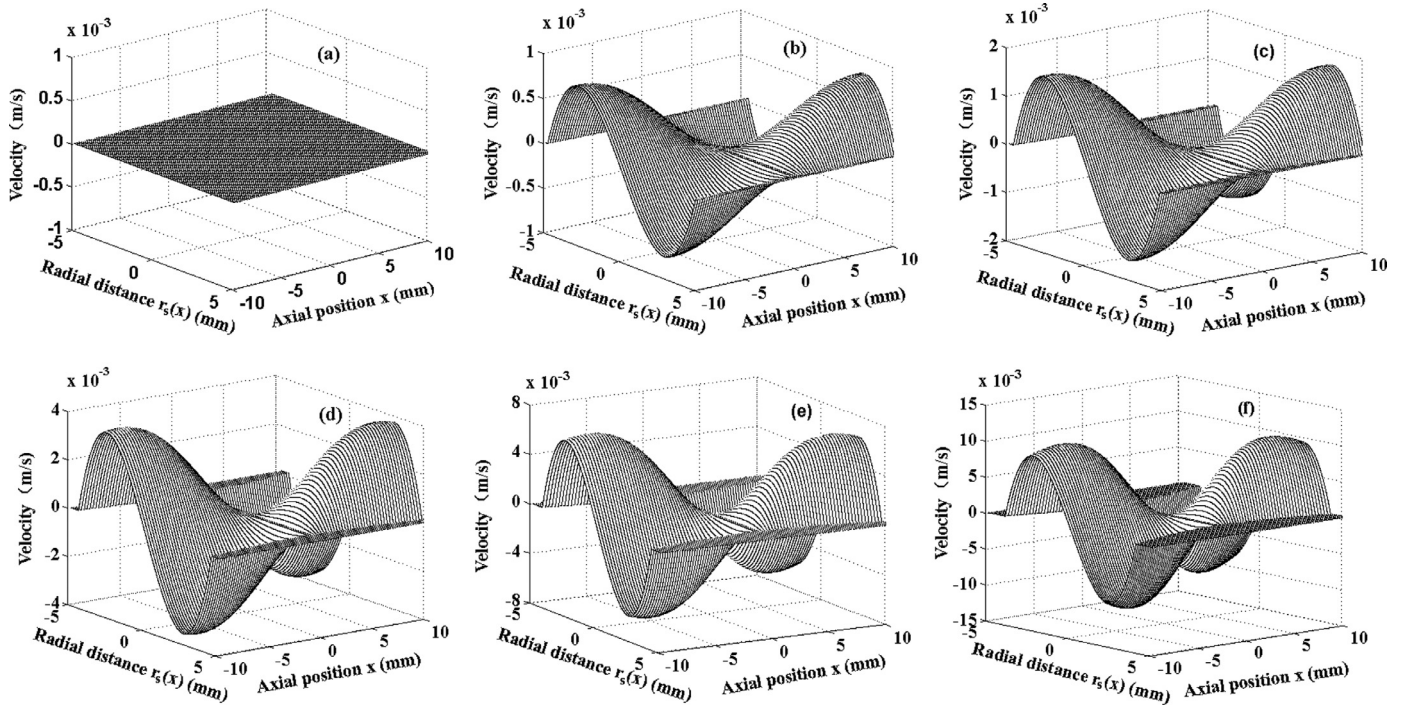 x 10-3
(a)
1
0.5
0
-0.5
-1
Velocity (m/s)
-5
0
5
Radial distance rs(x) (mm)
-10
-5
0
5
10
Axial position x (mm)
x 10-3
(b)
1
0.5
0
-0.5
-1
Velocity (m/s)
-5
0
5
Radial distance rs(x) (mm)
-10
-5
0
5
10
Axial position x (mm)
x 10-3
(c)
2
1
0
-1
-2
Velocity (m/s)
-5
0
5
Radial distance rs(x) (mm)
-10
-5
0
5
10
Axial position x (mm)
x 10-3
(d)
4
2
0
-2
-4
Velocity (m/s)
-5
0
5
Radial distance rs(x) (mm)
-10
-5
0
5
10
Axial position x (mm)
x 10-3
(e)
8
4
0
-4
-8
Velocity (m/s)
-5
0
5
Radial distance rs(x) (mm)
-10
-5
0
5
10
Axial position x (mm)
x 10-3
(f)
15
10
5
0
-5
-10
-15
Velocity (m/s)
-5
0
5
Radial distance rs(x) (mm)
-10
-5
0
5
10
Axial position x (mm)